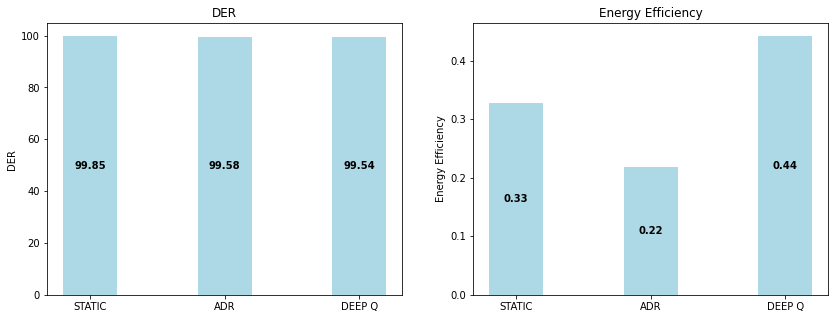 DER
DER
100
80
60
40
20
0
99.85
99.58
99.54
STATIC
ADR
DEEP Q
Energy Efficiency
Energy Efficiency
0.4
0.3
0.2
0.1
0.0
0.33
0.22
0.44
STATIC
ADR
DEEP Q